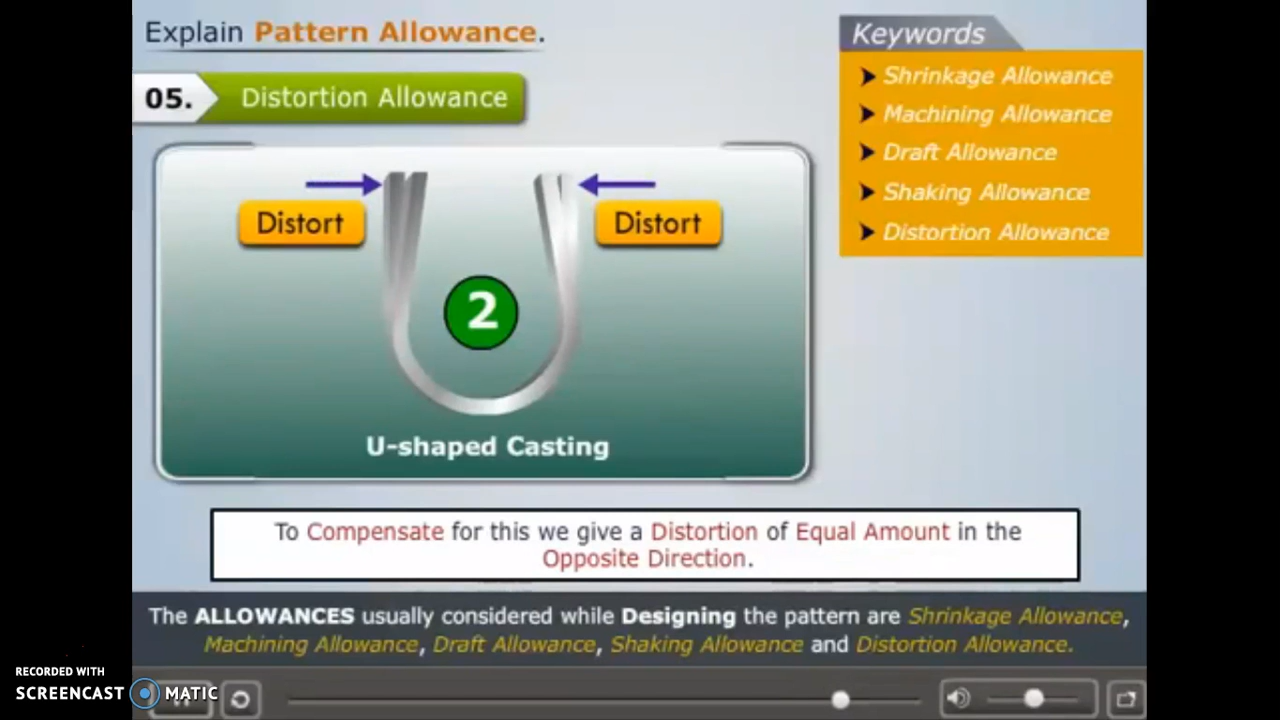 Explain Pattern Allowance.
Keywords
Shrinkage Allowance
Machining Allowance
Draft Allowance
Shaking Allowance
Distortion Allowance
05. Distortion Allowance
Distort
Distort
2
U-shaped Casting
To Compensate for this we give a Distortion of Equal Amount in the
Opposite Direction.
The ALLOWANCES usually considered while Designing the pattern are Shrinkage Allowance,
Machining Allowance, Draft Allowance, Shaking Allowance and Distortion Allowance.
RECORDED WITH
SCREENCAST MATIC